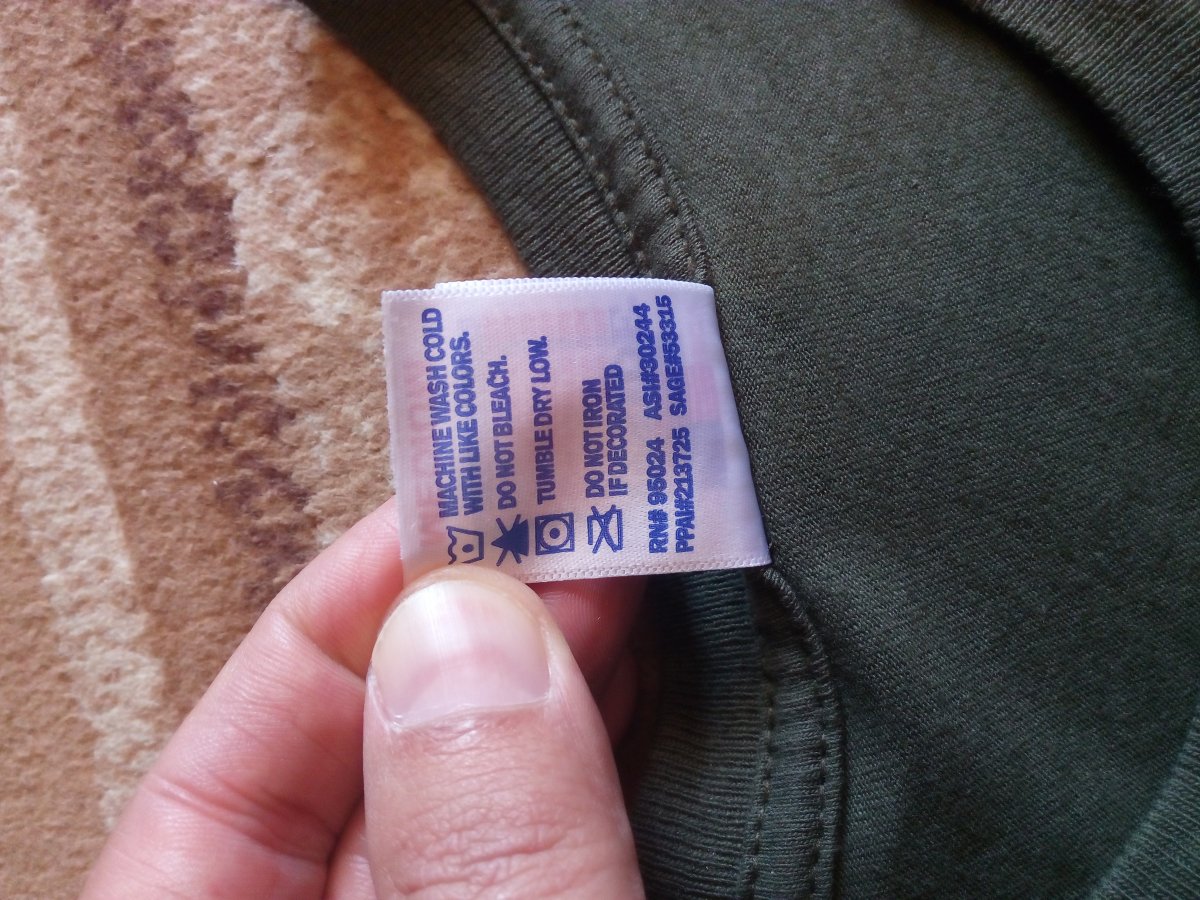 MACHINE WASH COLD
WITH LIKE COLORS.
DO NOT BLEACH.
TUMBLE DRY LOW.
DO NOT IRON
IF DECORATED
RN# 95024 ASI#30244
PPAI#213725 SAGE#53315